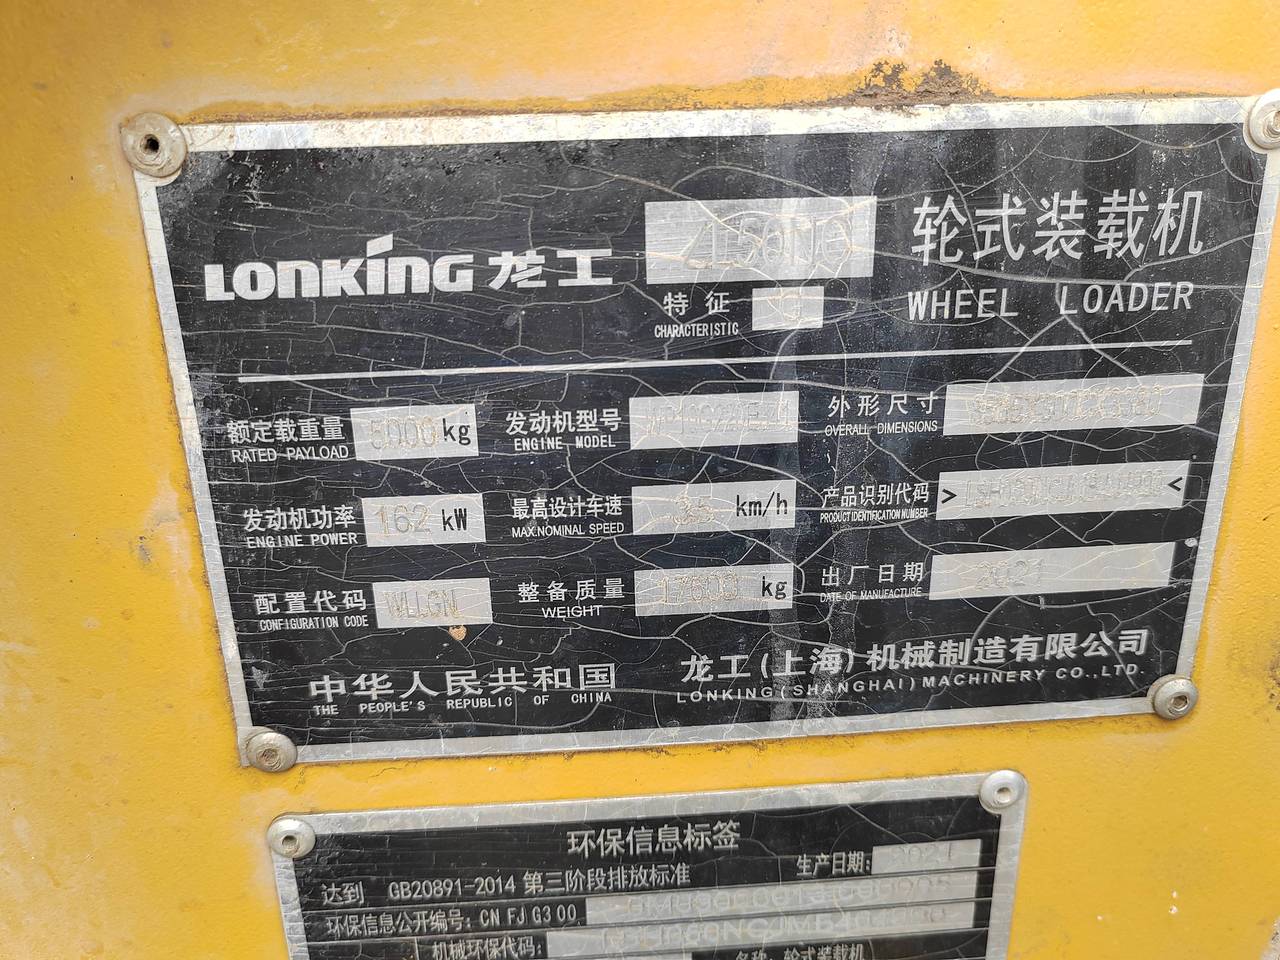 LONKING 龙工 轮式装载机
特征
CHARACTERISTIC
WHEEL LOADER
额定载重量 5000 kg
RATED PAYLOAD
发动机型号
ENGINE MODEL
外形尺寸
OVERALL DIMENSIONS
发动机功率 162 kW
ENGINE POWER
最高设计车速 35 km/h
MAX.NOMINAL SPEED
产品识别代码 > <
PRODUCT IDENTIFICATION NUMBER
配置代码 WLLGN
CONFIGURATION CODE
整备质量 17600 kg
WEIGHT
出厂日期 2021
DATE OF MANUFACTURE
中华人民共和国
THE PEOPLE'S REPUBLIC OF CHINA
龙工(上海)机械制造有限公司
LONKING(SHANGHAI)MACHINERY CO.,LTD.
环保信息标签
生产日期: 2021
达到 GB20891-2014 第三阶段排放标准
环保信息公开编号: CN FJ G3 00
机械环保代码:
名称: 轮式装载机